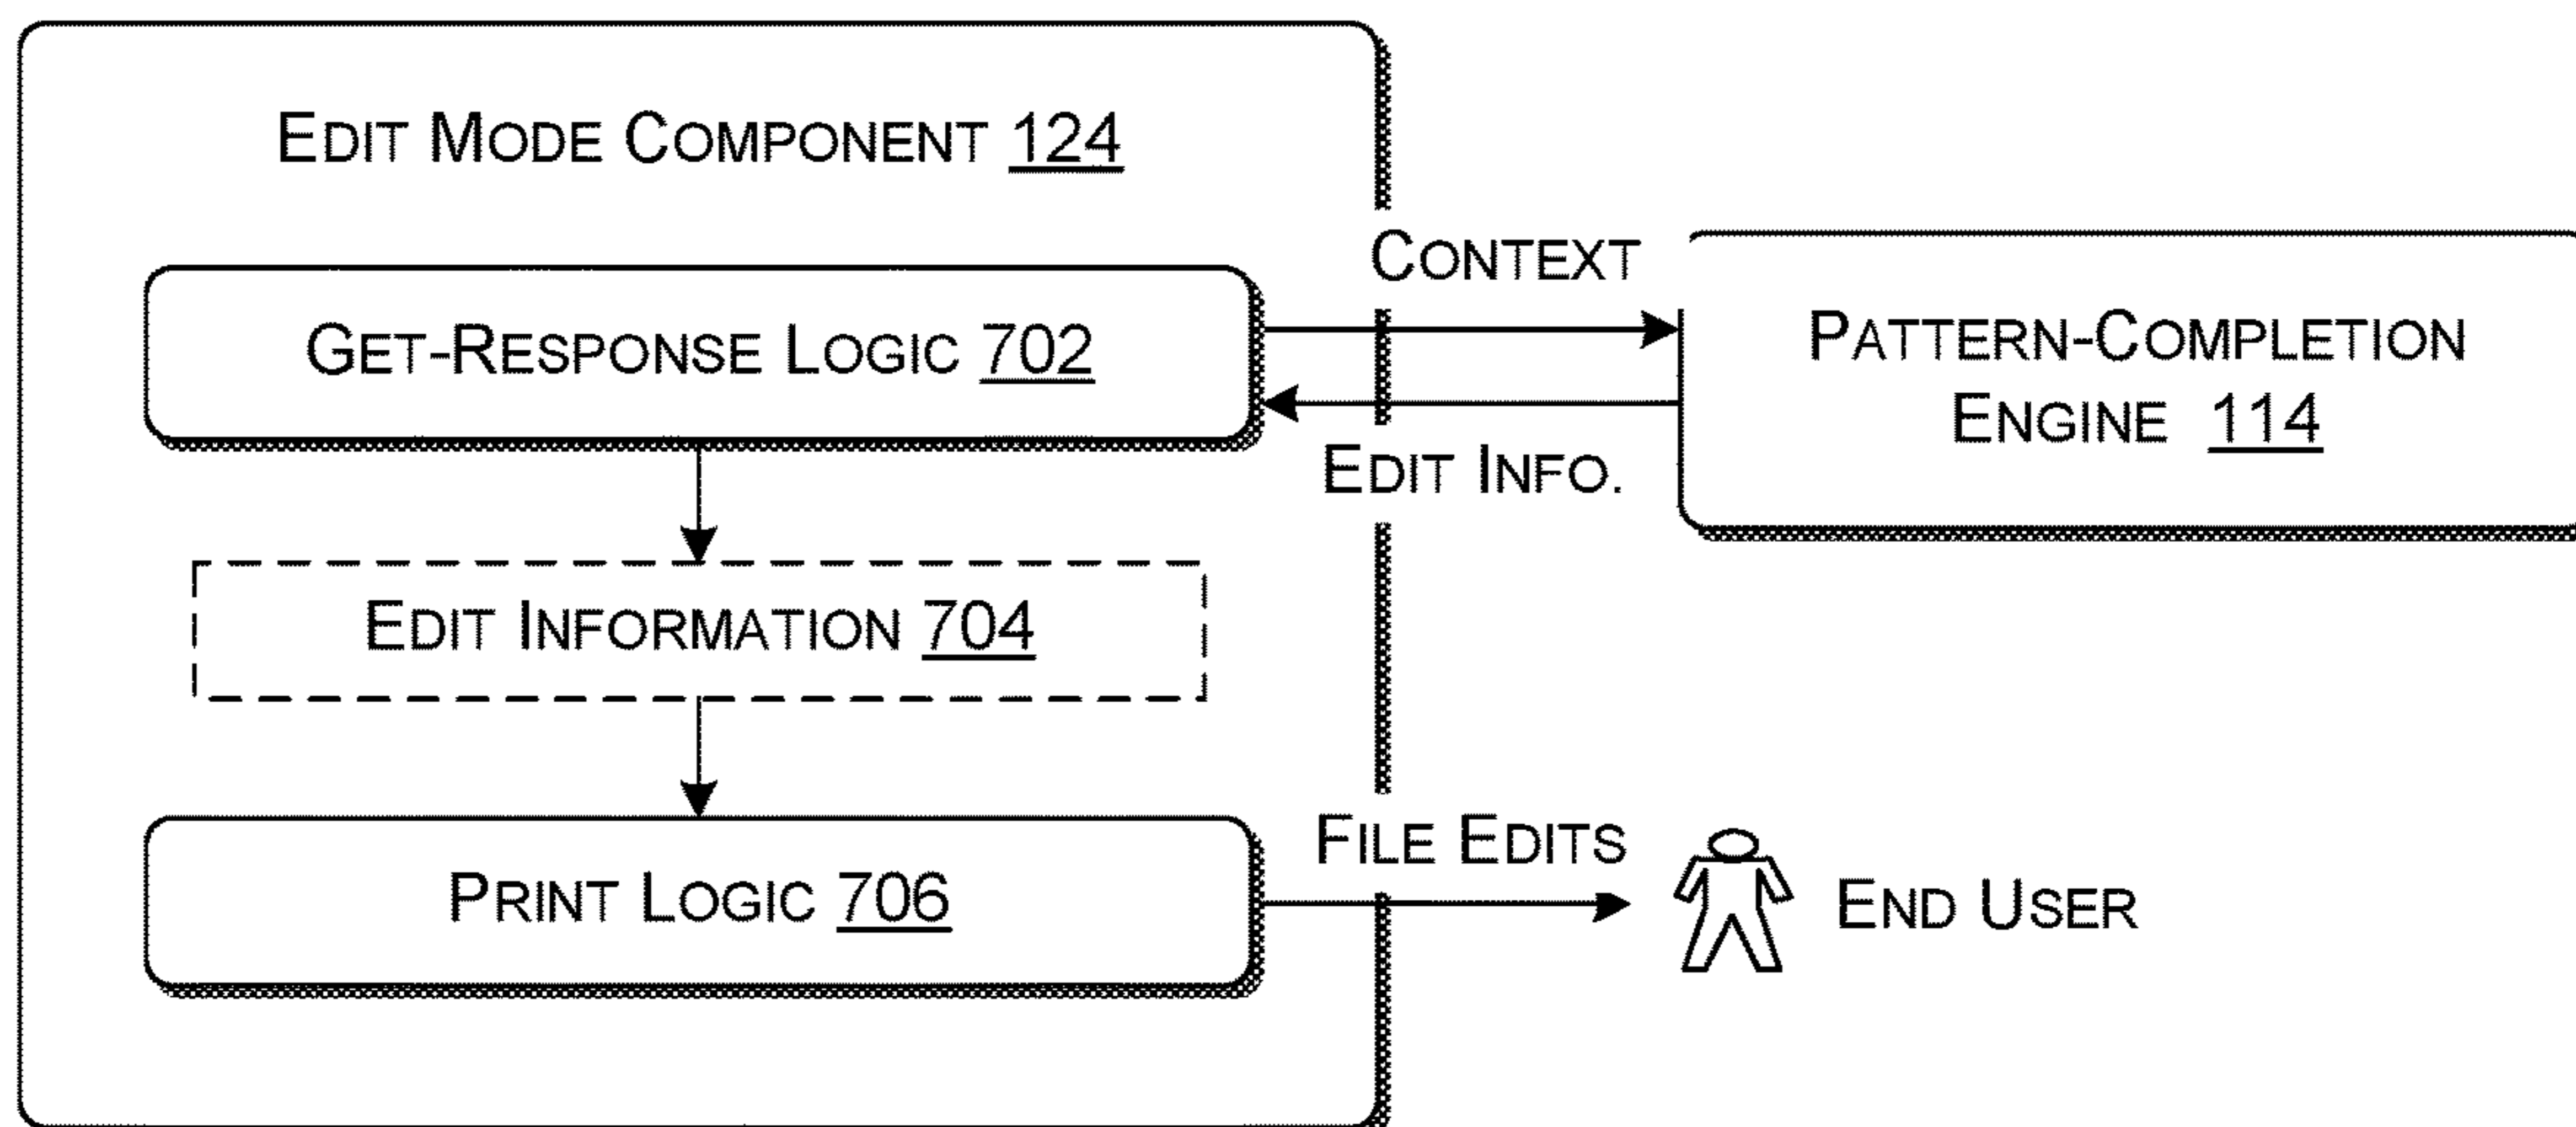 EDIT MODE COMPONENT 124
CONTEXT
GET-RESPONSE LOGIC 702
PATTERN-COMPLETION
ENGINE 114
EDIT INFO.
EDIT INFORMATION 704
FILE EDITS
PRINT LOGIC 706
END USER